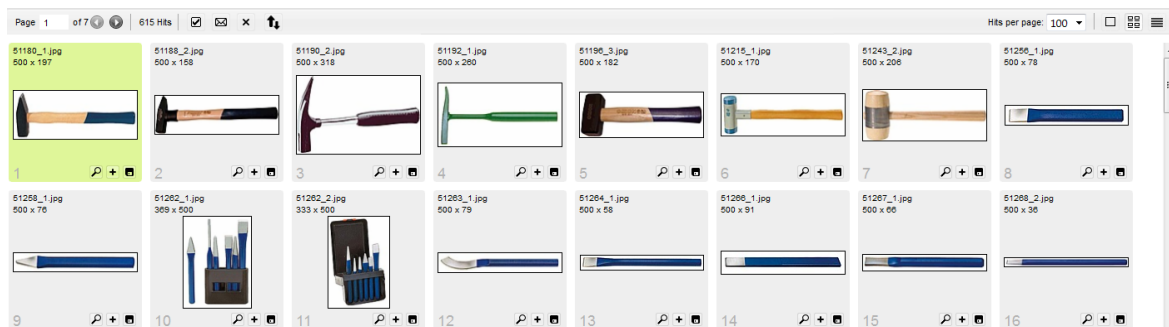 Page 1 of 7 615 Hits Hits per page: 100
51180_1.jpg
500 x 197
1
51188_2.jpg
500 x 158
2
51190_2.jpg
500 x 318
3
51192_1.jpg
500 x 260
4
51196_3.jpg
500 x 182
5
51215_1.jpg
500 x 170
6
51243_2.jpg
500 x 206
7
51256_1.jpg
500 x 78
8
51258_1.jpg
500 x 76
9
51262_1.jpg
369 x 500
10
51262_2.jpg
333 x 500
11
51263_1.jpg
500 x 79
12
51264_1.jpg
500 x 58
13
51266_1.jpg
500 x 91
14
51267_1.jpg
500 x 66
15
51268_2.jpg
500 x 36
16